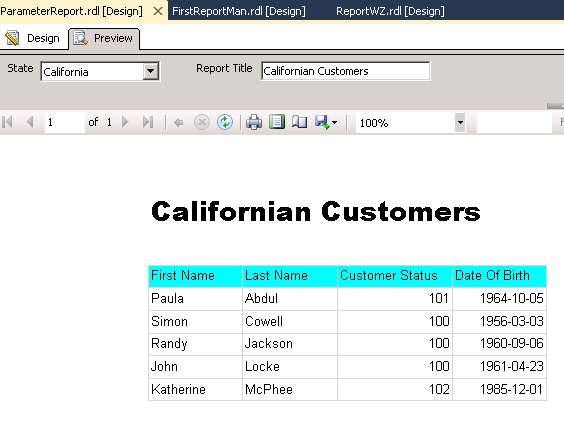 ParameterReport.rdl [Design] FirstReportMan.rdl [Design] ReportWZ.rdl [Design]
Design Preview
State California Report Title Californian Customers
1 of 1 100%
Californian Customers
First Name Last Name Customer Status Date Of Birth
Paula Abdul 101 1964-10-05
Simon Cowell 100 1956-03-03
Randy Jackson 100 1960-09-06
John Locke 100 1961-04-23
Katherine McPhee 102 1985-12-01